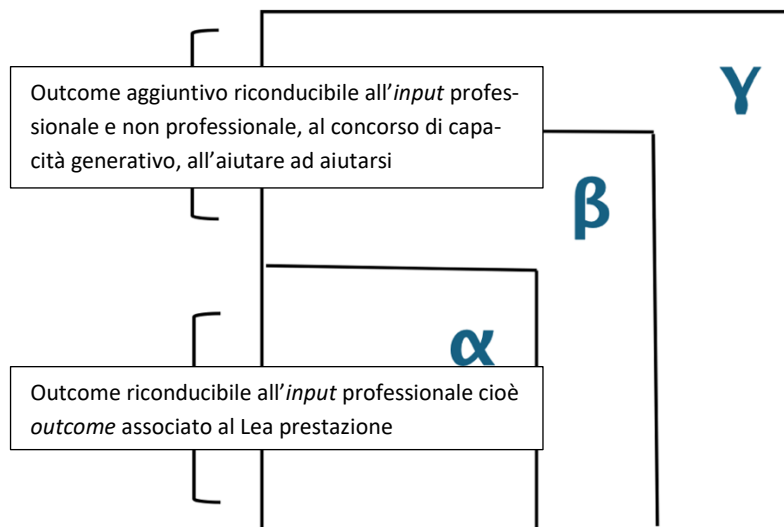 γ
Outcome aggiuntivo riconducibile all’input profes-
sionale e non professionale, al concorso di capa-
cità generativo, all’aiutare ad aiutarsi
β
α
Outcome riconducibile all’input professionale cioè
outcome associato al Lea prestazione